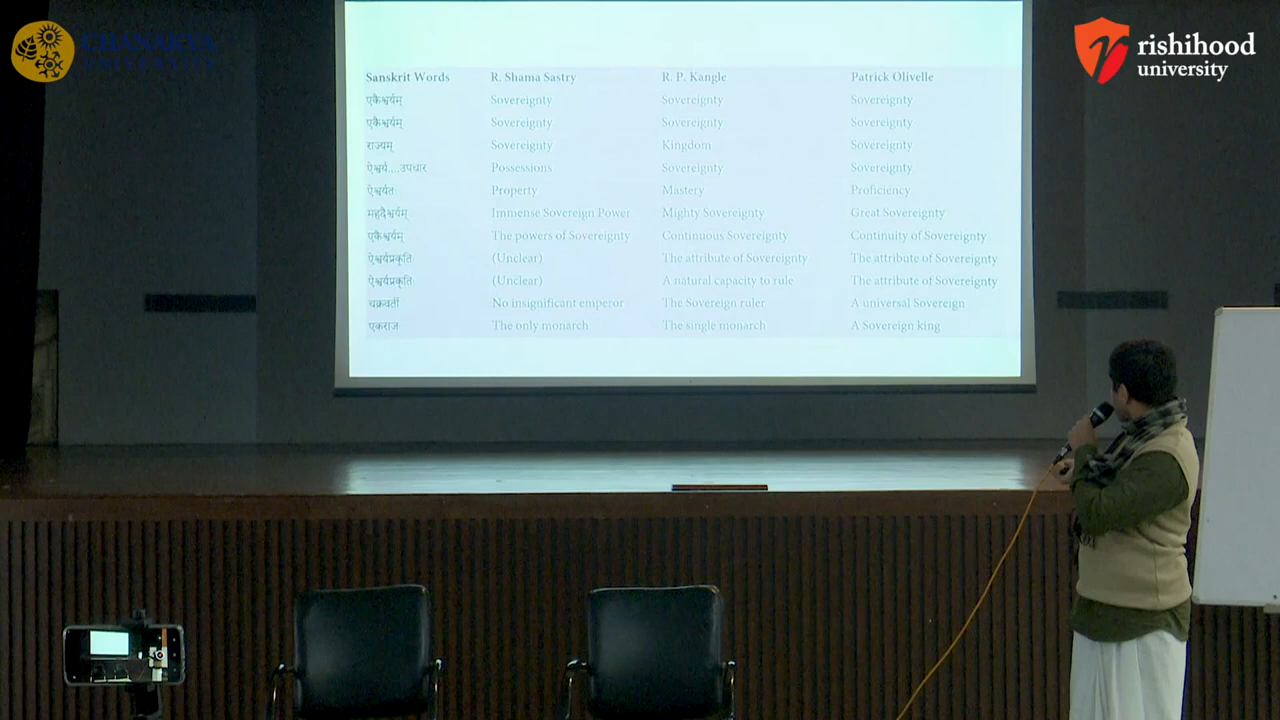 CHANAKYA
UNIVERSITY
rishihood
university
Sanskrit Words R. Shama Sastry R. P. Kangle Patrick Olivelle
एकैश्वर्यम् Sovereignty Sovereignty Sovereignty
एकैश्वर्यम् Sovereignty Sovereignty Sovereignty
राज्यम् Sovereignty Kingdom Sovereignty
ऐश्वर्य....उपचार Possessions Sovereignty Sovereignty
ऐश्वर्यतः Property Mastery Proficiency
महदैश्वर्यम् Immense Sovereign Power Mighty Sovereignty Great Sovereignty
एकैश्वर्यम् The powers of Sovereignty Continuous Sovereignty Continuity of Sovereignty
ऐश्वर्यप्रकृति (Unclear) The attribute of Sovereignty The attribute of Sovereignty
ऐश्वर्यप्रकृति (Unclear) A natural capacity to rule The attribute of Sovereignty
चक्रवर्ती No insignificant emperor The Sovereign ruler A universal Sovereign
एकराज The only monarch The single monarch A Sovereign king